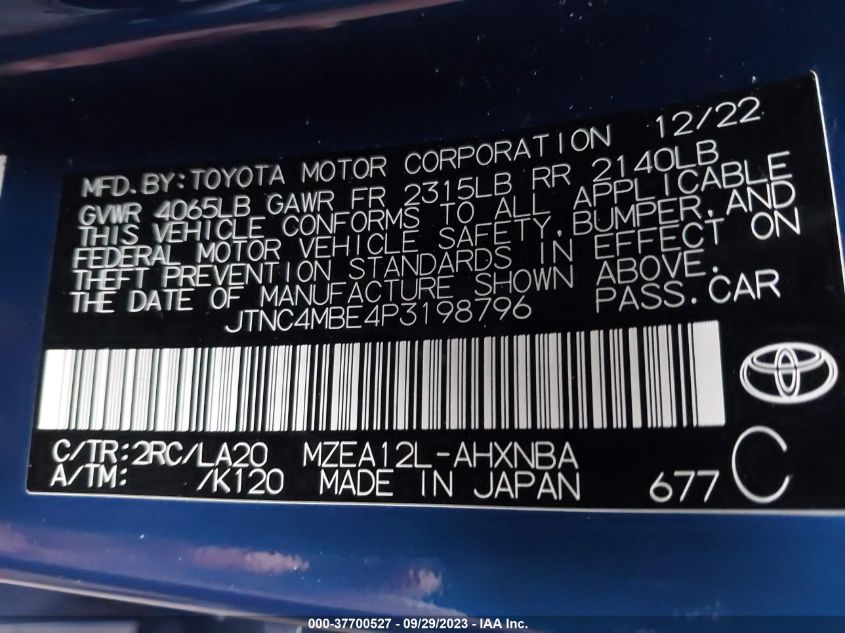 MFD. BY: TOYOTA MOTOR CORPORATION 12/22
GVWR 4065LB GAWR FR 2315LB RR 2140LB
THIS VEHICLE CONFORMS TO ALL APPLICABLE
FEDERAL MOTOR VEHICLE SAFETY, BUMPER, AND
THEFT PREVENTION STANDARDS IN EFFECT ON
THE DATE OF MANUFACTURE SHOWN ABOVE.
JTNC4MBE4P3198796 PASS. CAR
C/TR: 2RC/LA20 MZEA12L-AHXNBA
A/TM: /K120 MADE IN JAPAN 677 C
000-37700527 - 09/29/2023 - IAA Inc.